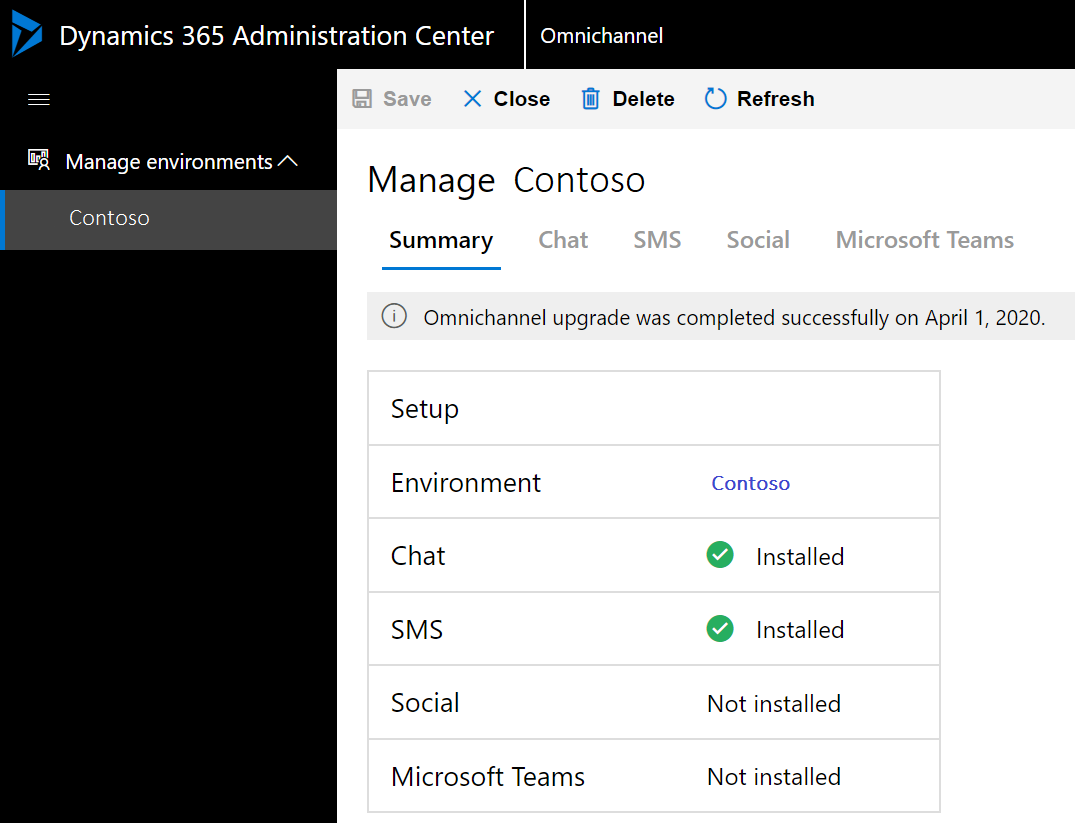 Dynamics 365 Administration Center
Omnichannel
Save Close Delete Refresh
Manage environments
Contoso
Manage Contoso
Summary Chat SMS Social Microsoft Teams
Omnichannel upgrade was completed successfully on April 1, 2020.
Setup
Environment Contoso
Chat Installed
SMS Installed
Social Not installed
Microsoft Teams Not installed